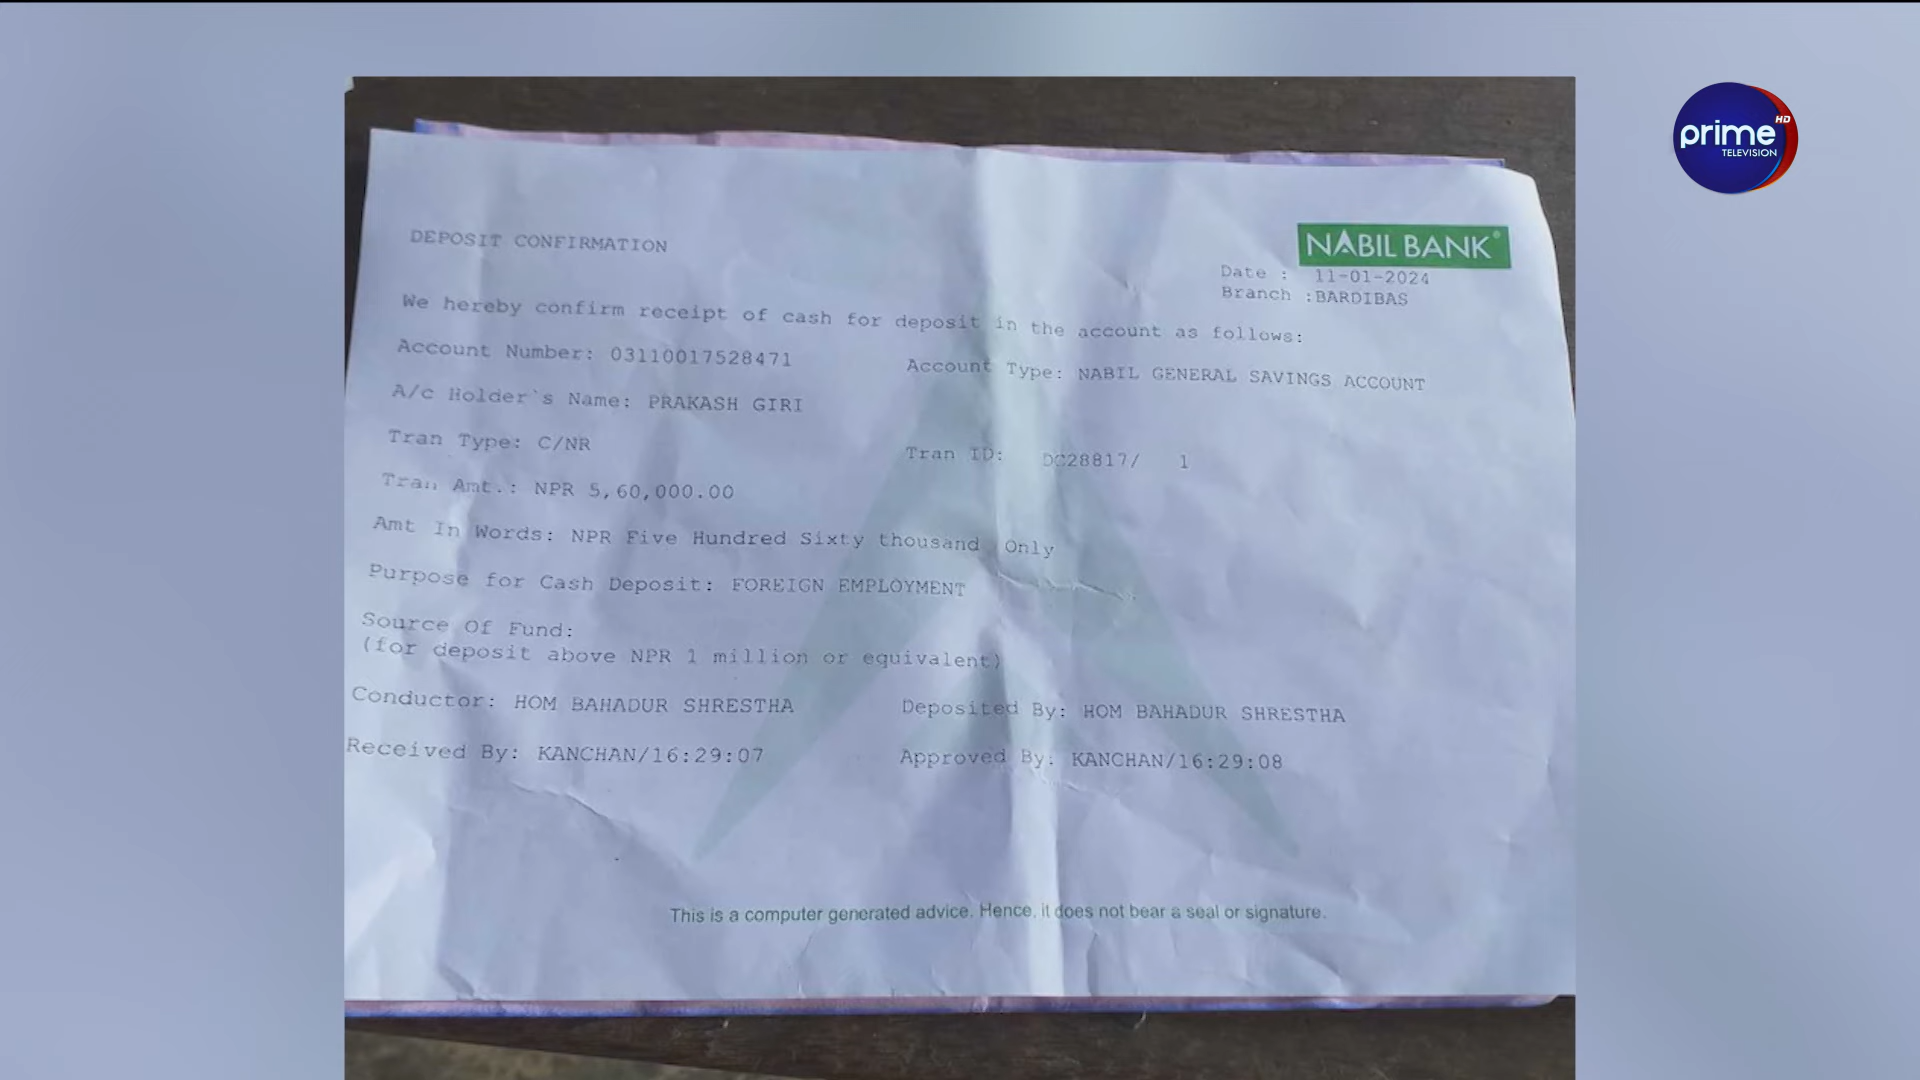 prime HD
TELEVISION
DEPOSIT CONFIRMATION
NABIL BANK®
Date : 11-01-2024
Branch :BARDIBAS
We hereby confirm receipt of cash for deposit in the account as follows:
Account Number: 03110017528471 Account Type: NABIL GENERAL SAVINGS ACCOUNT
A/c Holder`s Name: PRAKASH GIRI
Tran Type: C/NR Tran ID: DC28817/ 1
Tran Amt.: NPR 5,60,000.00
Amt In Words: NPR Five Hundred Sixty thousand Only
Purpose for Cash Deposit: FOREIGN EMPLOYMENT
Source Of Fund:
(for deposit above NPR 1 million or equivalent)
Conductor: HOM BAHADUR SHRESTHA Deposited By: HOM BAHADUR SHRESTHA
Received By: KANCHAN/16:29:07 Approved By: KANCHAN/16:29:08
This is a computer generated advice. Hence, it does not bear a seal or signature.